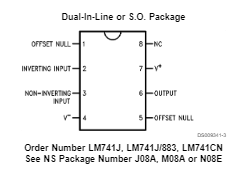 Dual-In-Line or S.O. Package
OFFSET NULL 1 8 NC
INVERTING INPUT 2 7 V+
NON-INVERTING INPUT 3 6 OUTPUT
V− 4 5 OFFSET NULL
DS009341-3
Order Number LM741J, LM741J/883, LM741CN
See NS Package Number J08A, M08A or N08E